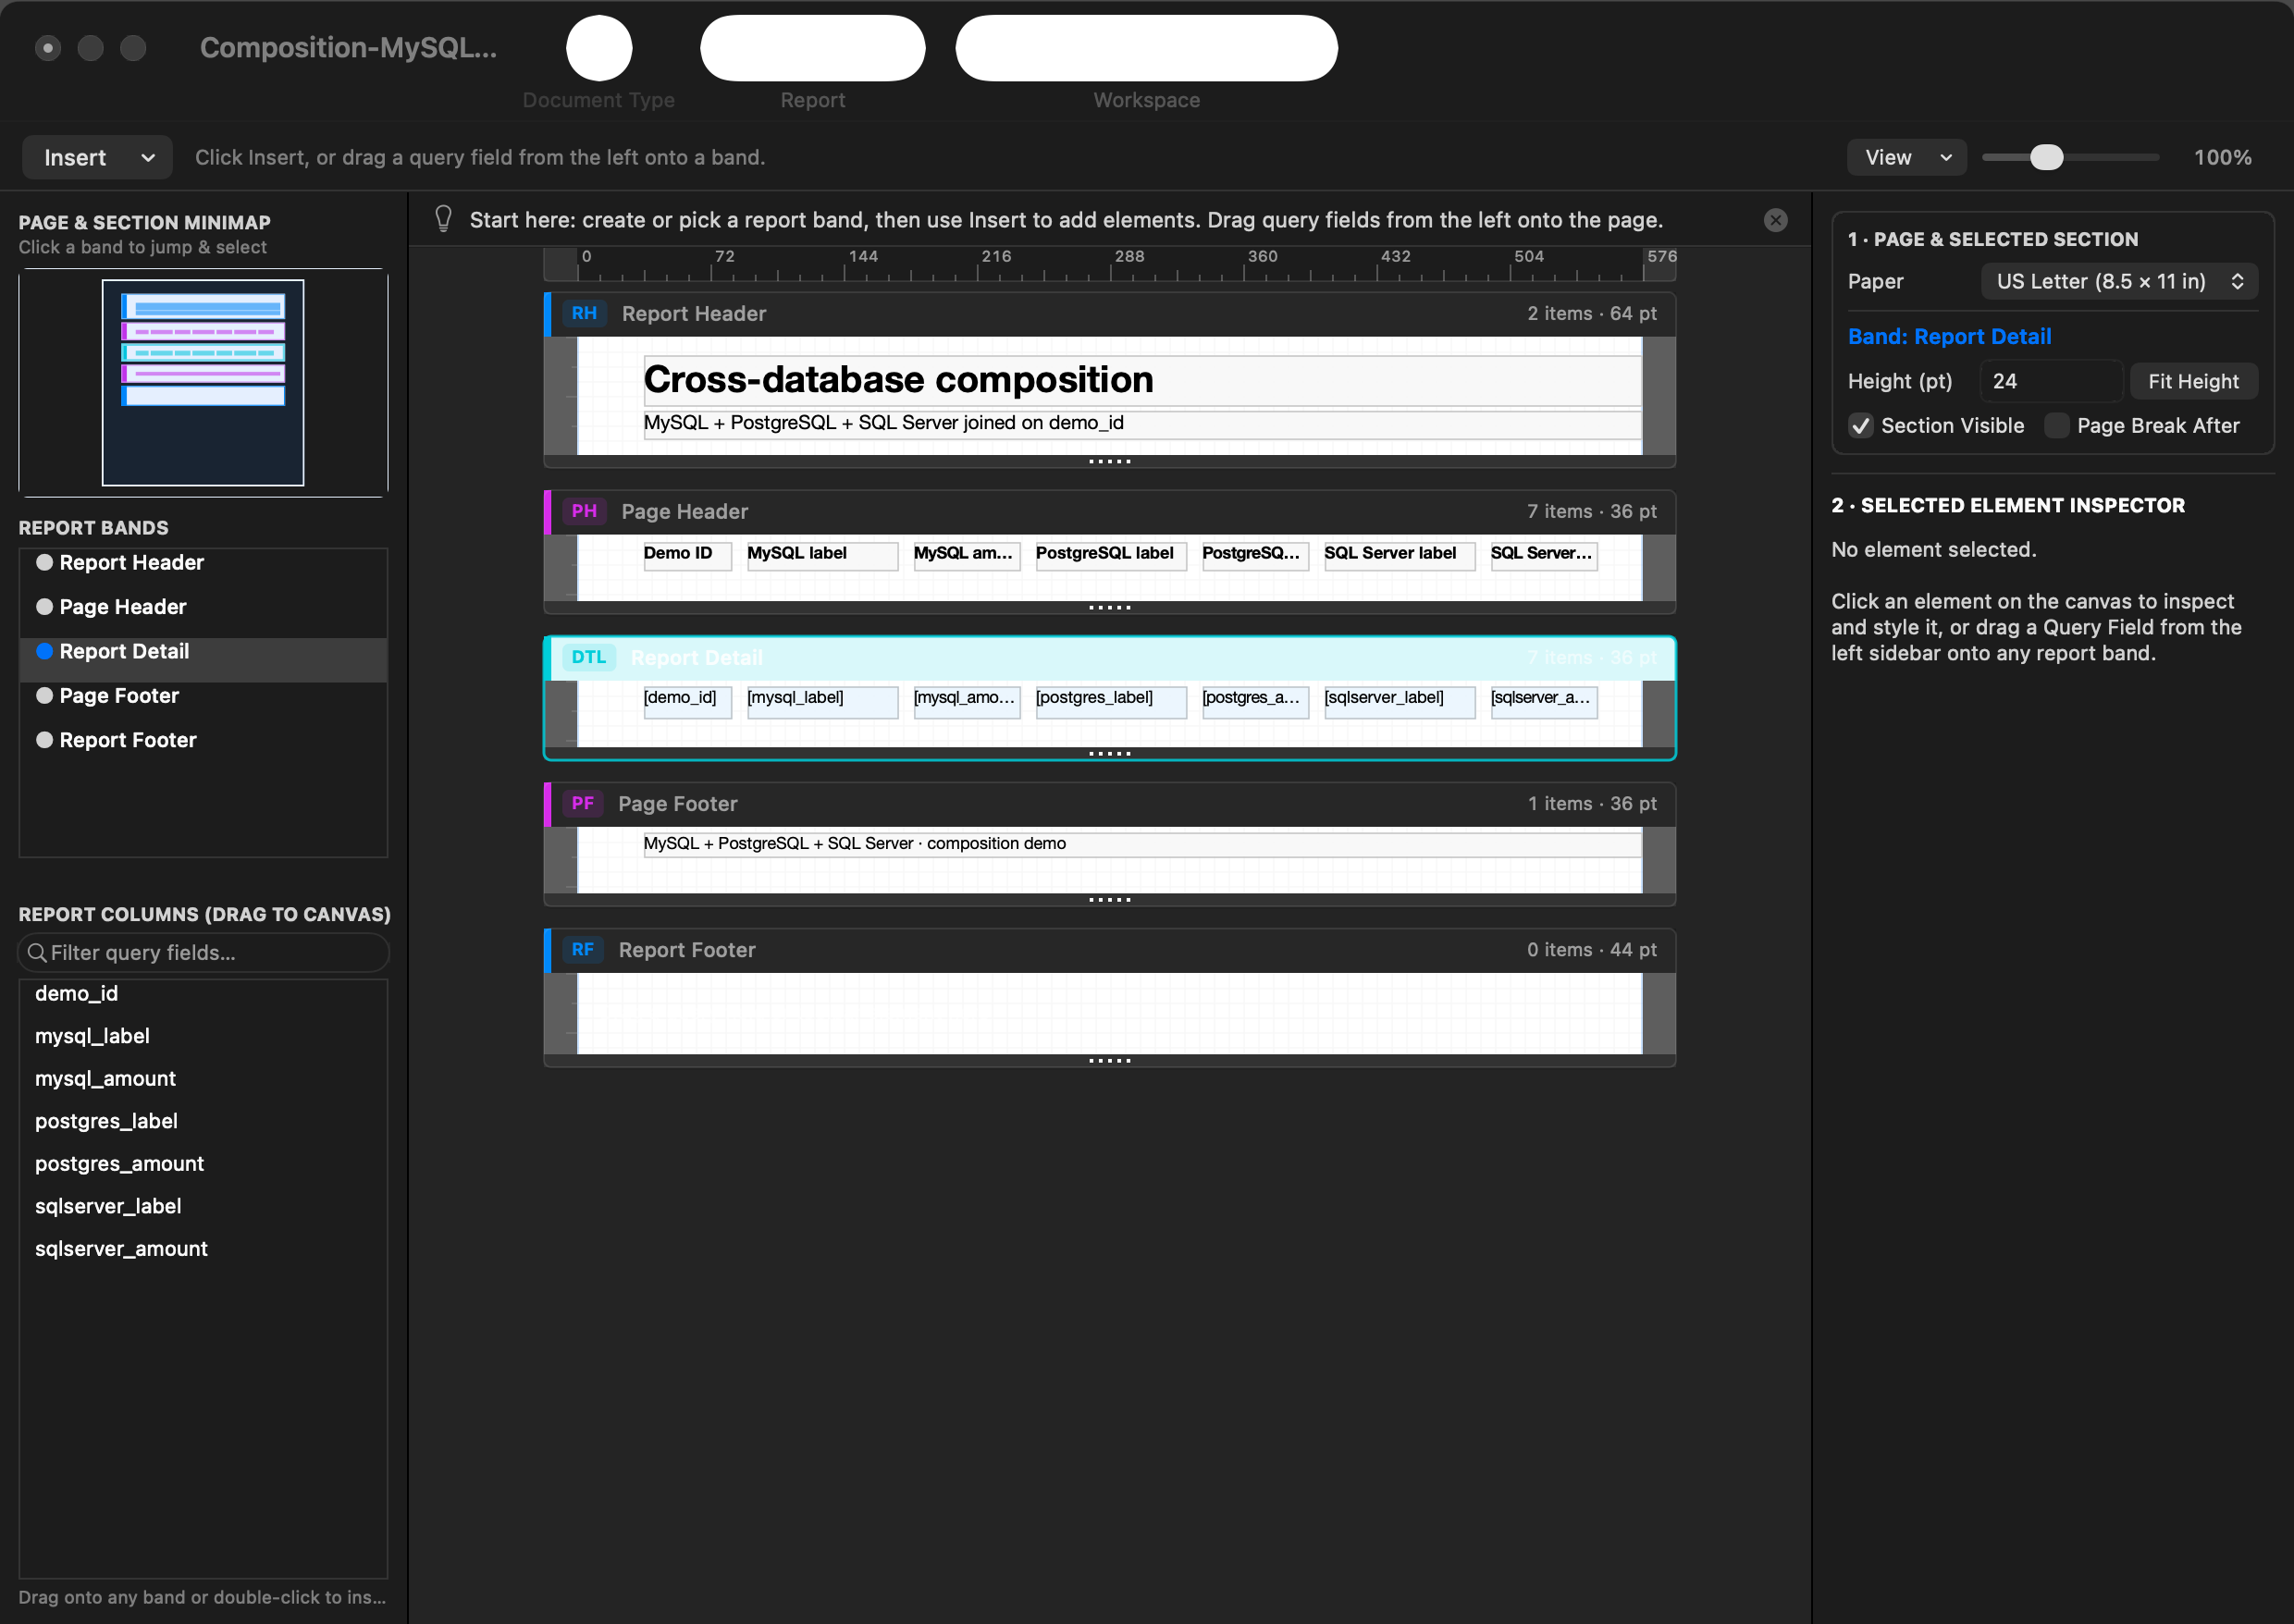 Composition-MySQL...
Document Type
Report
Workspace
Insert
Click Insert, or drag a query field from the left onto a band.
View
100%
PAGE & SECTION MINIMAP
Click a band to jump & select
REPORT BANDS
Report Header
Page Header
Report Detail
Page Footer
Report Footer
REPORT COLUMNS (DRAG TO CANVAS)
Filter query fields...
demo_id
mysql_label
mysql_amount
postgres_label
postgres_amount
sqlserver_label
sqlserver_amount
Drag onto any band or double-click to ins...
Start here: create or pick a report band, then use Insert to add elements. Drag query fields from the left onto the page.
0 72 144 216 288 360 432 504 576
RH Report Header 2 items · 64 pt
Cross-database composition
MySQL + PostgreSQL + SQL Server joined on demo_id
PH Page Header 7 items · 36 pt
Demo ID MySQL label MySQL am... PostgreSQL label PostgreSQ... SQL Server label SQL Server...
DTL Report Detail 7 items · 36 pt
[demo_id] [mysql_label] [mysql_amo... [postgres_label] [postgres_a... [sqlserver_label] [sqlserver_a...
PF Page Footer 1 items · 36 pt
MySQL + PostgreSQL + SQL Server · composition demo
RF Report Footer 0 items · 44 pt
1 · PAGE & SELECTED SECTION
Paper US Letter (8.5 × 11 in)
Band: Report Detail
Height (pt) 24 Fit Height
Section Visible Page Break After
2 · SELECTED ELEMENT INSPECTOR
No element selected.
Click an element on the canvas to inspect
and style it, or drag a Query Field from the
left sidebar onto any report band.